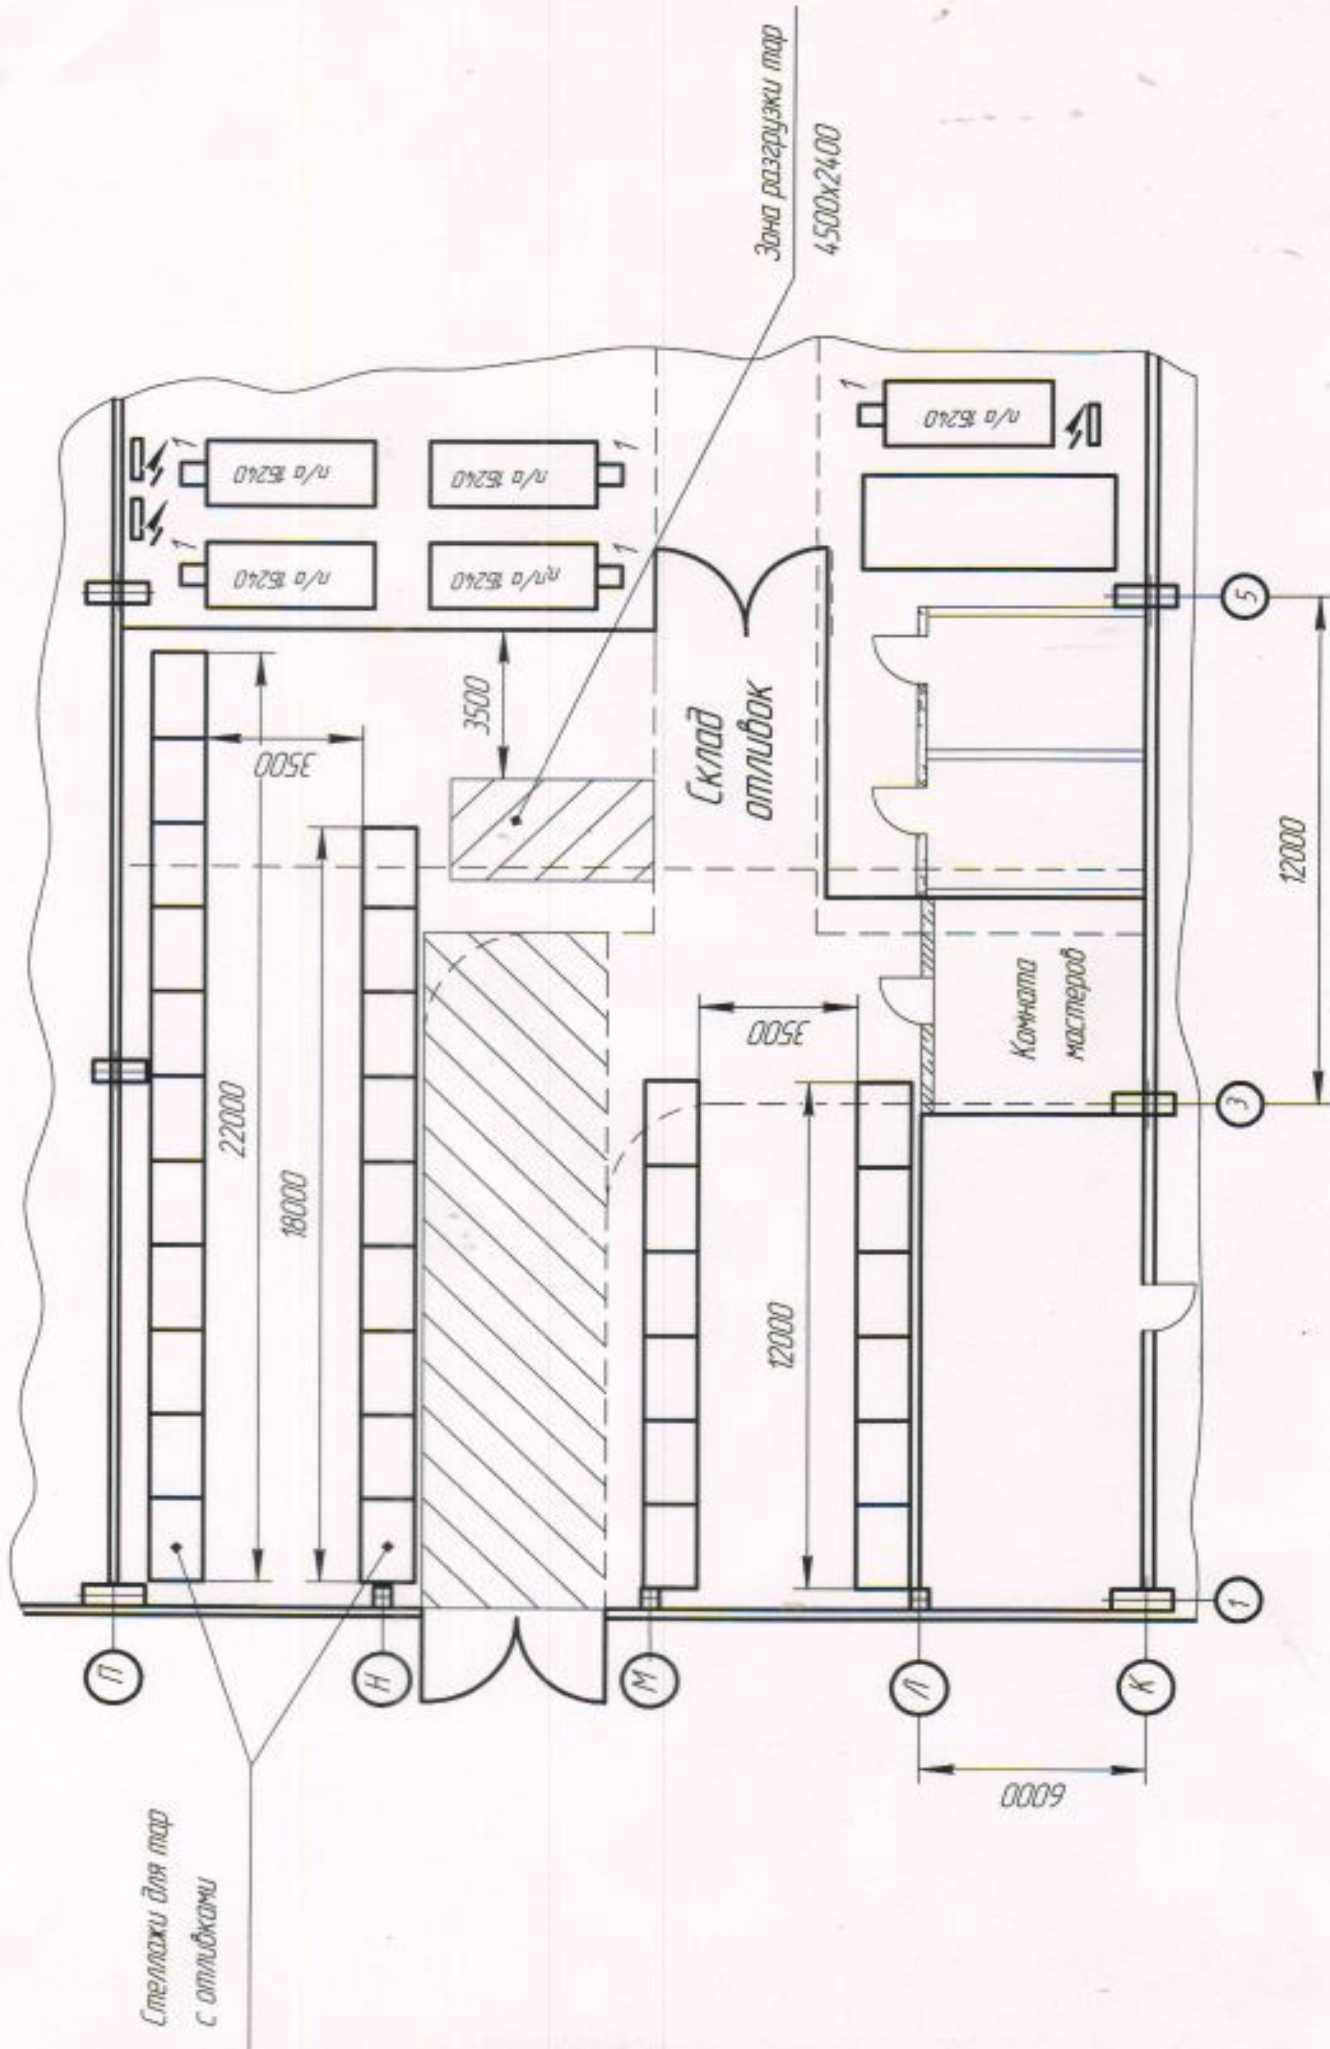 Стеллажи для тар
с отливками
Зона разгрузки тар
4500х2400
П
Н
М
Л
К
1
3
5
22000
18000
3500
3500
12000
3500
6000
12000
Склад
отливок
Комната
мастеров
п/а 16240
1
п/а 16240
1
п/а 16240
1
п/а 16240
1
п/а 16240
1